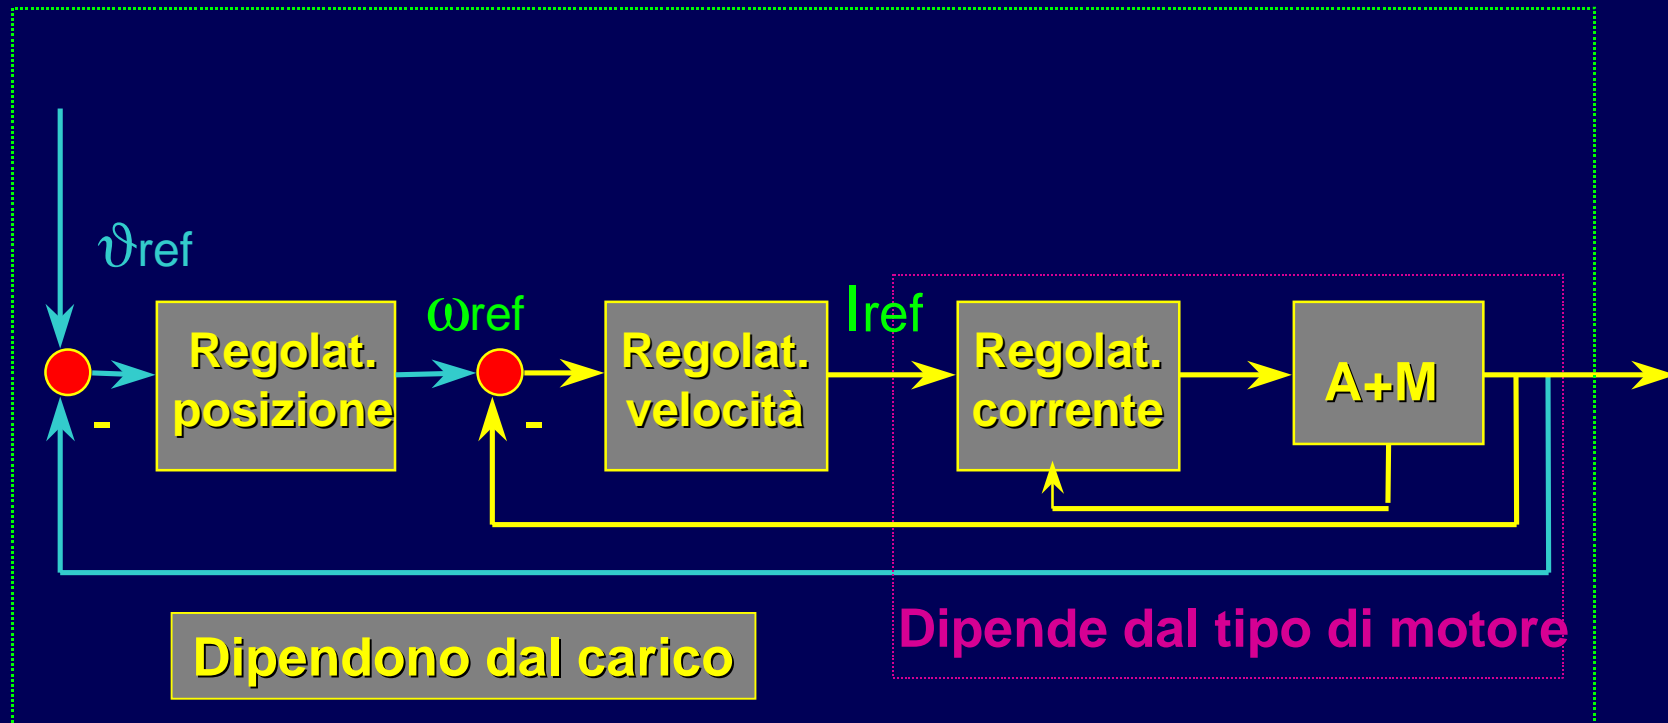 ϑref
ωref
Iref
Regolat.
posizione
Regolat.
velocità
Regolat.
corrente
A+M
-
-
Dipendono dal carico
Dipende dal tipo di motore